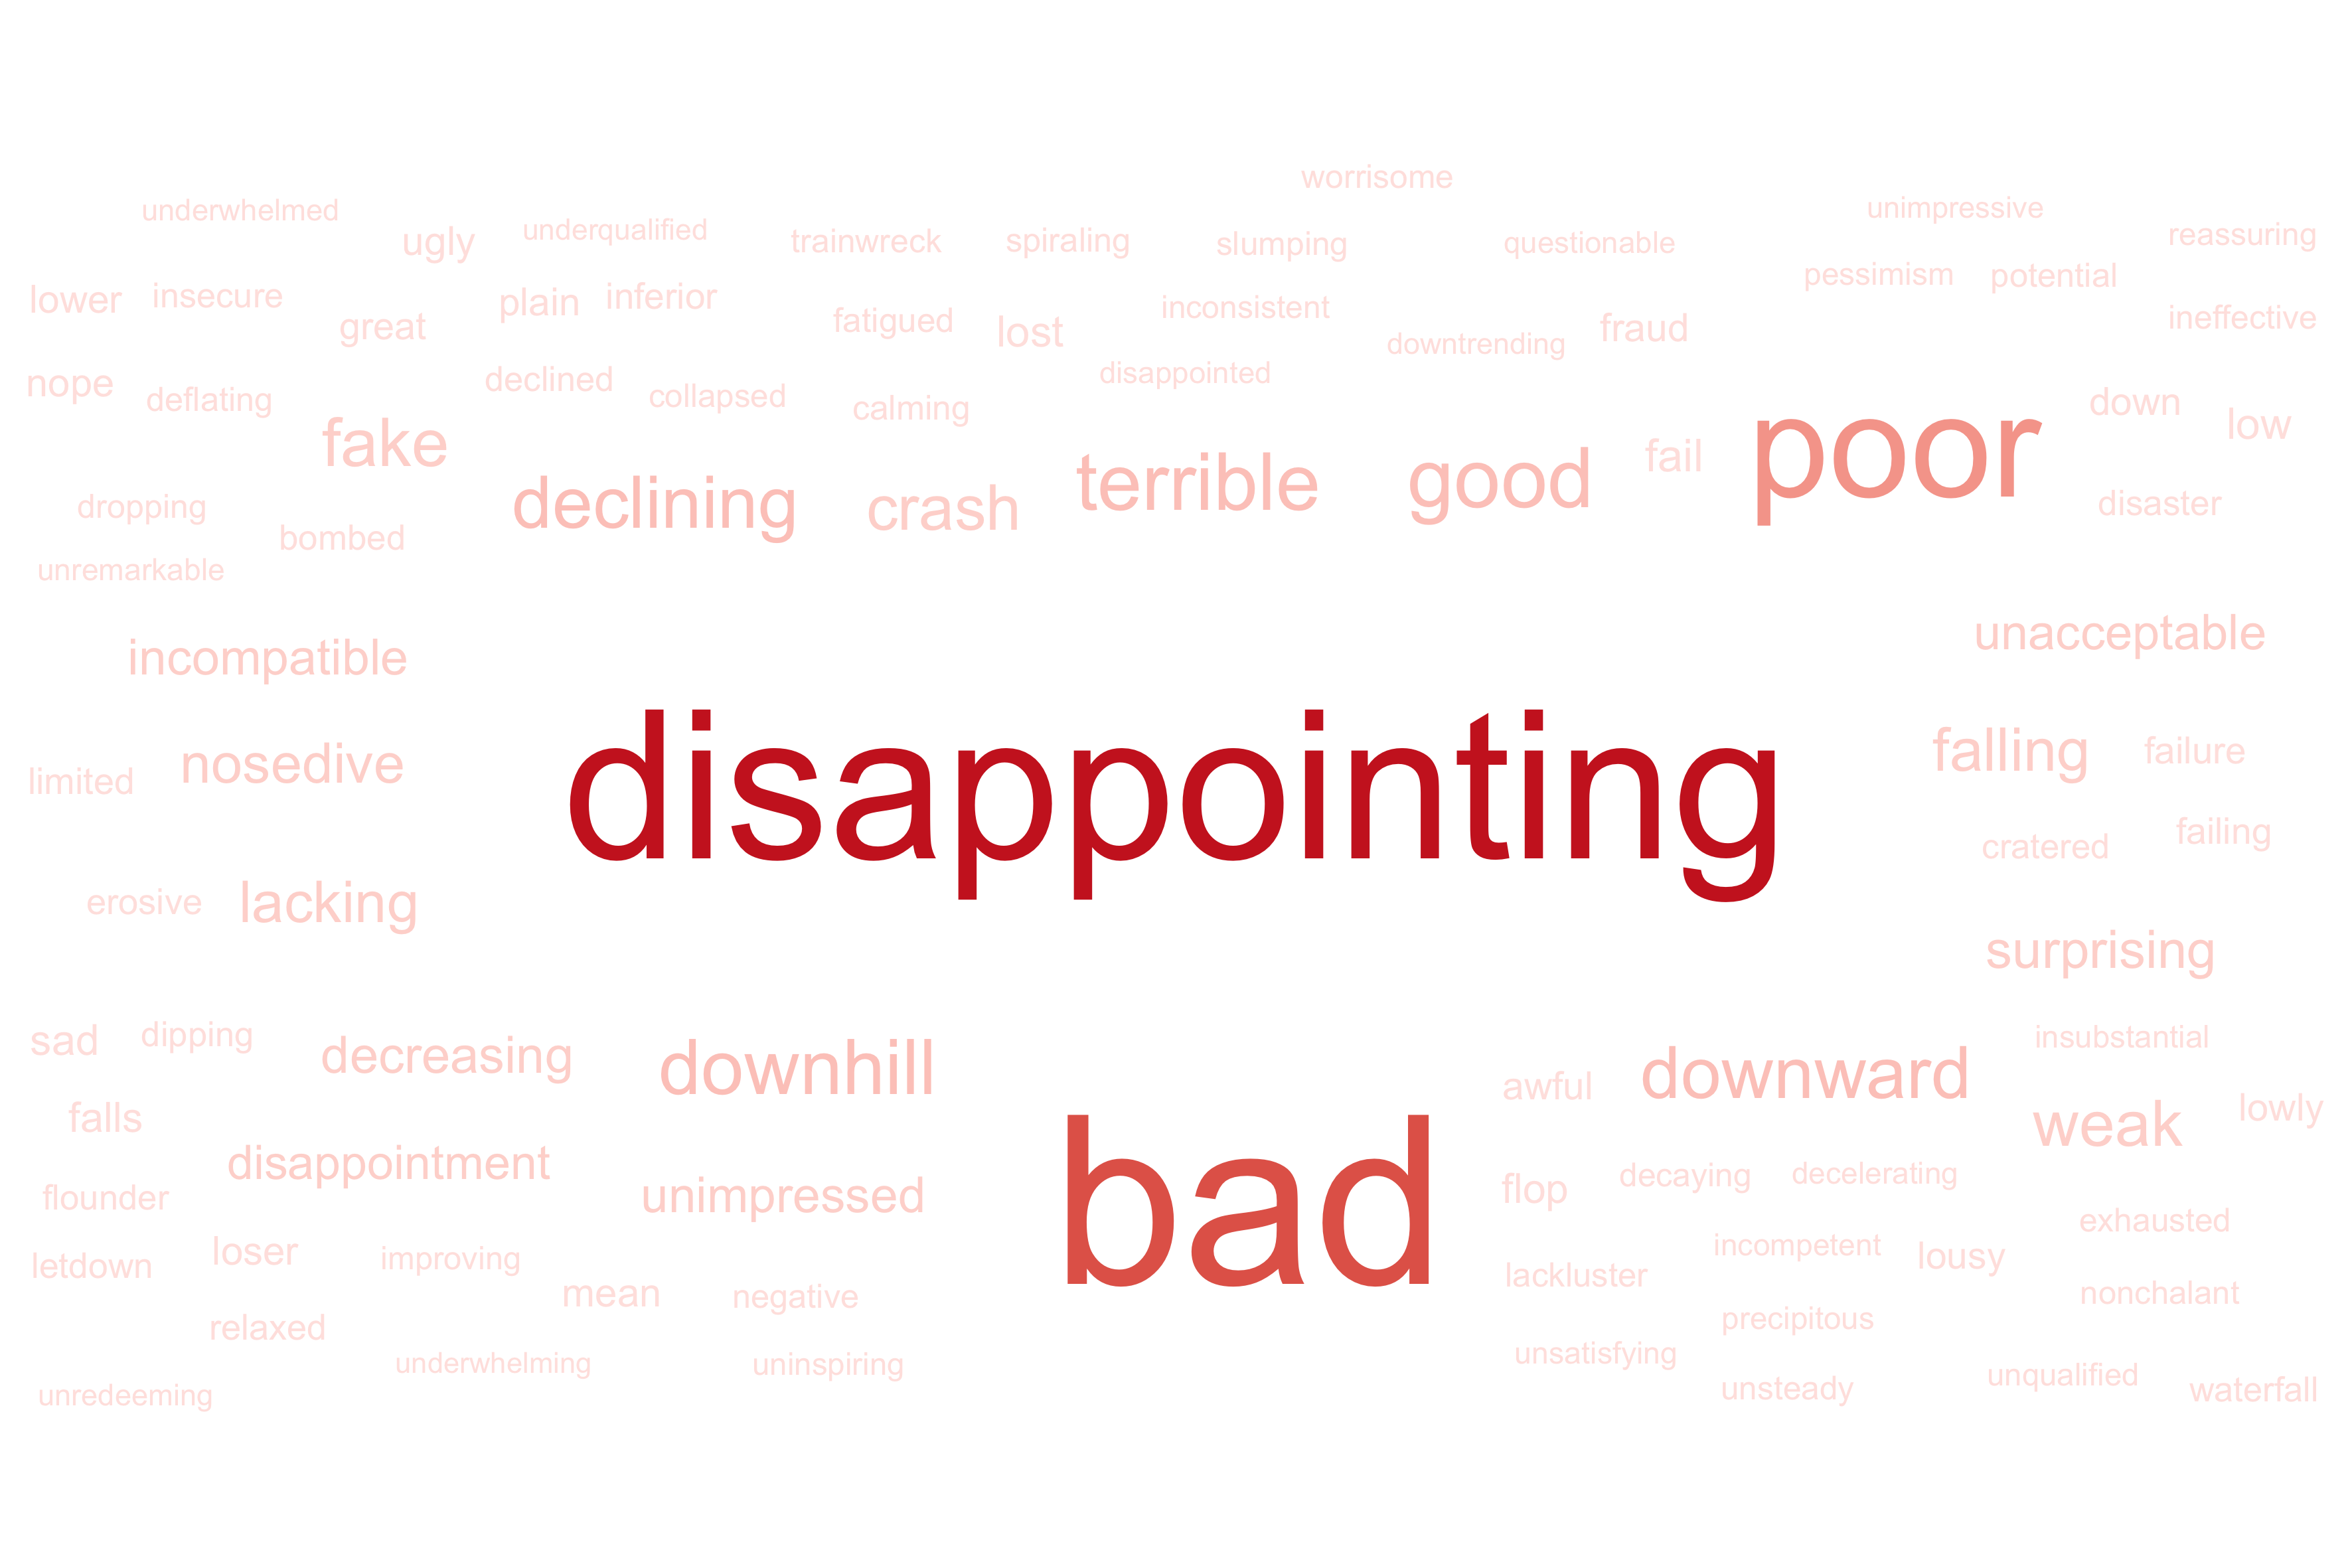 worrisome
underwhelmed
unimpressive
ugly
underqualified
trainwreck
spiraling
slumping
questionable
reassuring
pessimism
potential
lower
insecure
plain
inferior
great
fatigued
lost
inconsistent
downtrending
fraud
ineffective
nope
deflating
declined
collapsed
calming
disappointed
down
low
fake
declining
crash
terrible
good
fail
poor
dropping
bombed
disaster
unremarkable
incompatible
unacceptable
limited
nosedive
disappointing
falling
failure
cratered
failing
erosive
lacking
surprising
sad
dipping
decreasing
downhill
awful
downward
insubstantial
weak
lowly
falls
disappointment
unimpressed
bad
flop
decaying
decelerating
flounder
exhausted
letdown
loser
improving
mean
negative
lackluster
incompetent
lousy
nonchalant
relaxed
precipitous
underwhelming
uninspiring
unsatisfying
unredeeming
unsteady
unqualified
waterfall